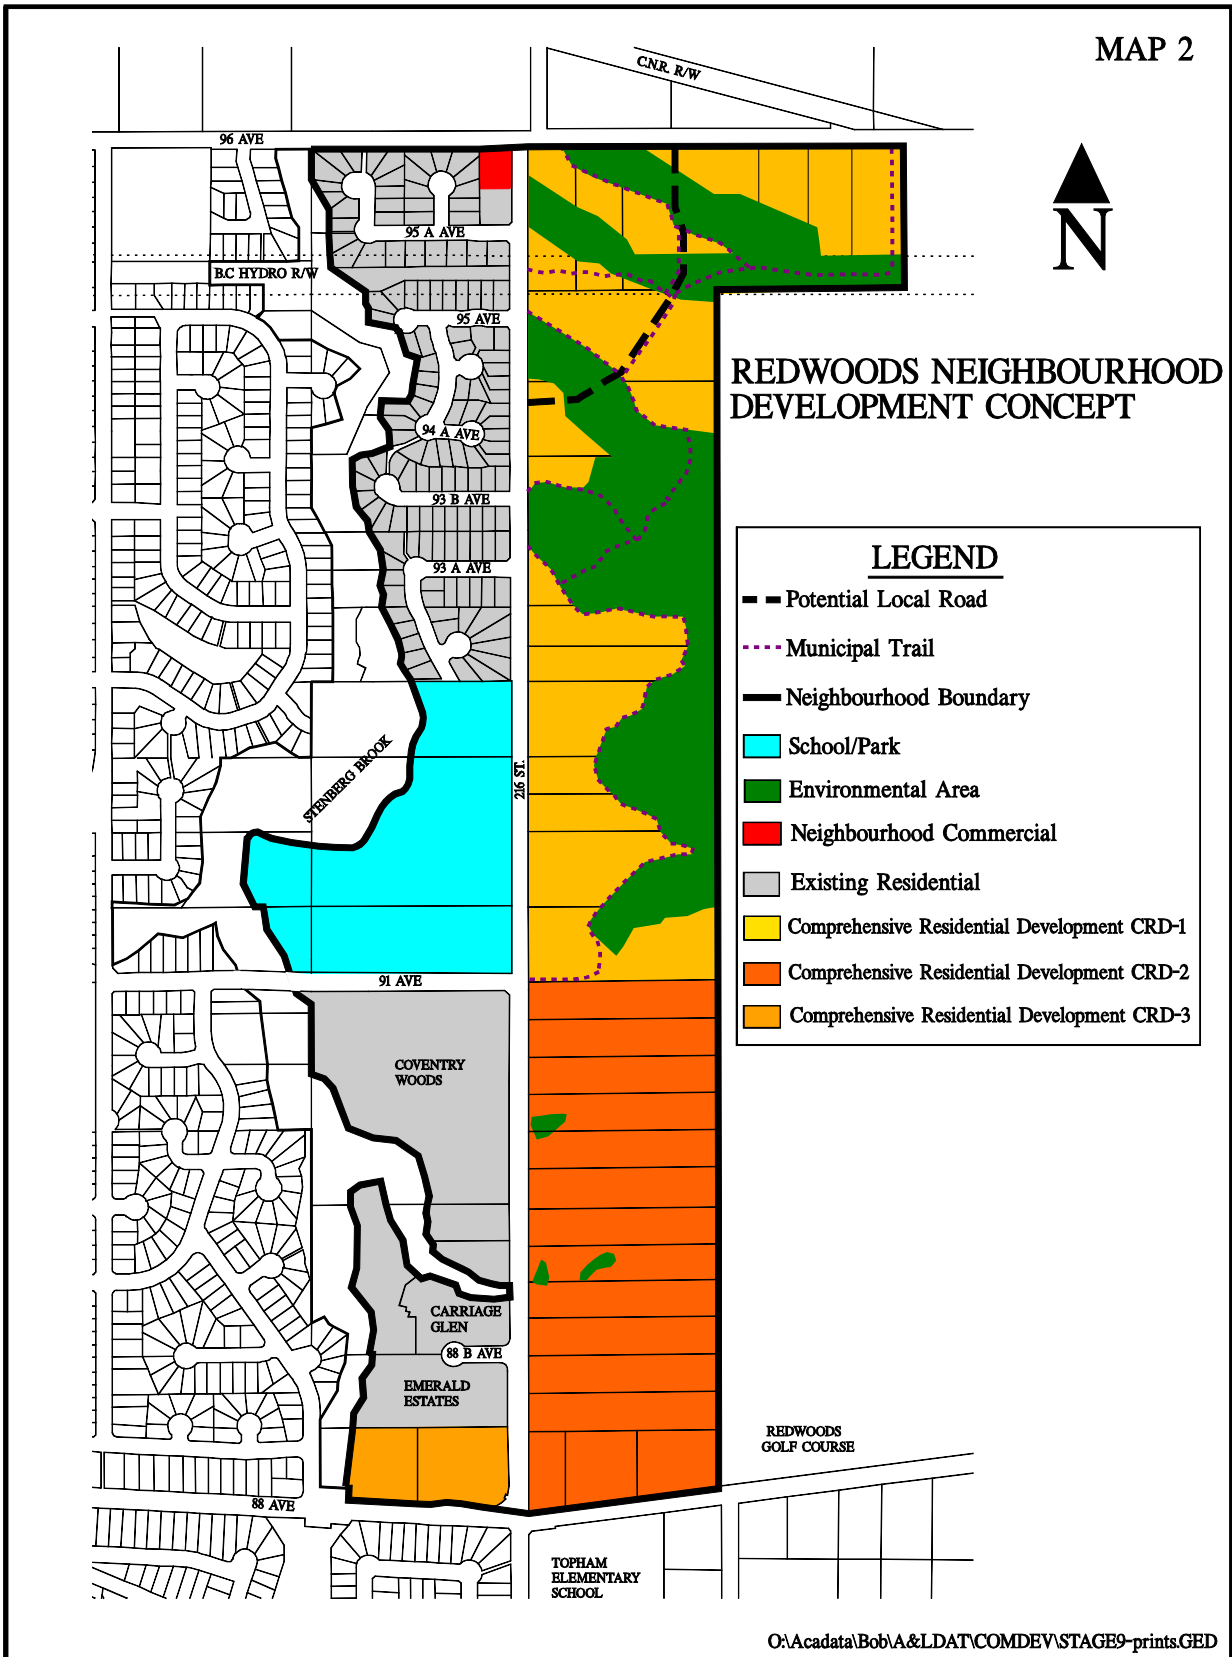 MAP 2
C.N.R. R/W
96 AVE
95 A AVE
B.C HYDRO R/W
95 AVE
REDWOODS NEIGHBOURHOOD
DEVELOPMENT CONCEPT
94 A AVE
93 B AVE
93 A AVE
LEGEND
Potential Local Road
Municipal Trail
Neighbourhood Boundary
School/Park
Environmental Area
Neighbourhood Commercial
Existing Residential
Comprehensive Residential Development CRD-1
Comprehensive Residential Development CRD-2
Comprehensive Residential Development CRD-3
N
STENBERG BROOK
216 ST.
91 AVE
COVENTRY
WOODS
CARRIAGE
GLEN
88 B AVE
EMERALD
ESTATES
REDWOODS
GOLF COURSE
88 AVE
TOPHAM
ELEMENTARY
SCHOOL
O:\Acadata\Bob\A&LDAT\COMDEV\STAGE9-prints.GED